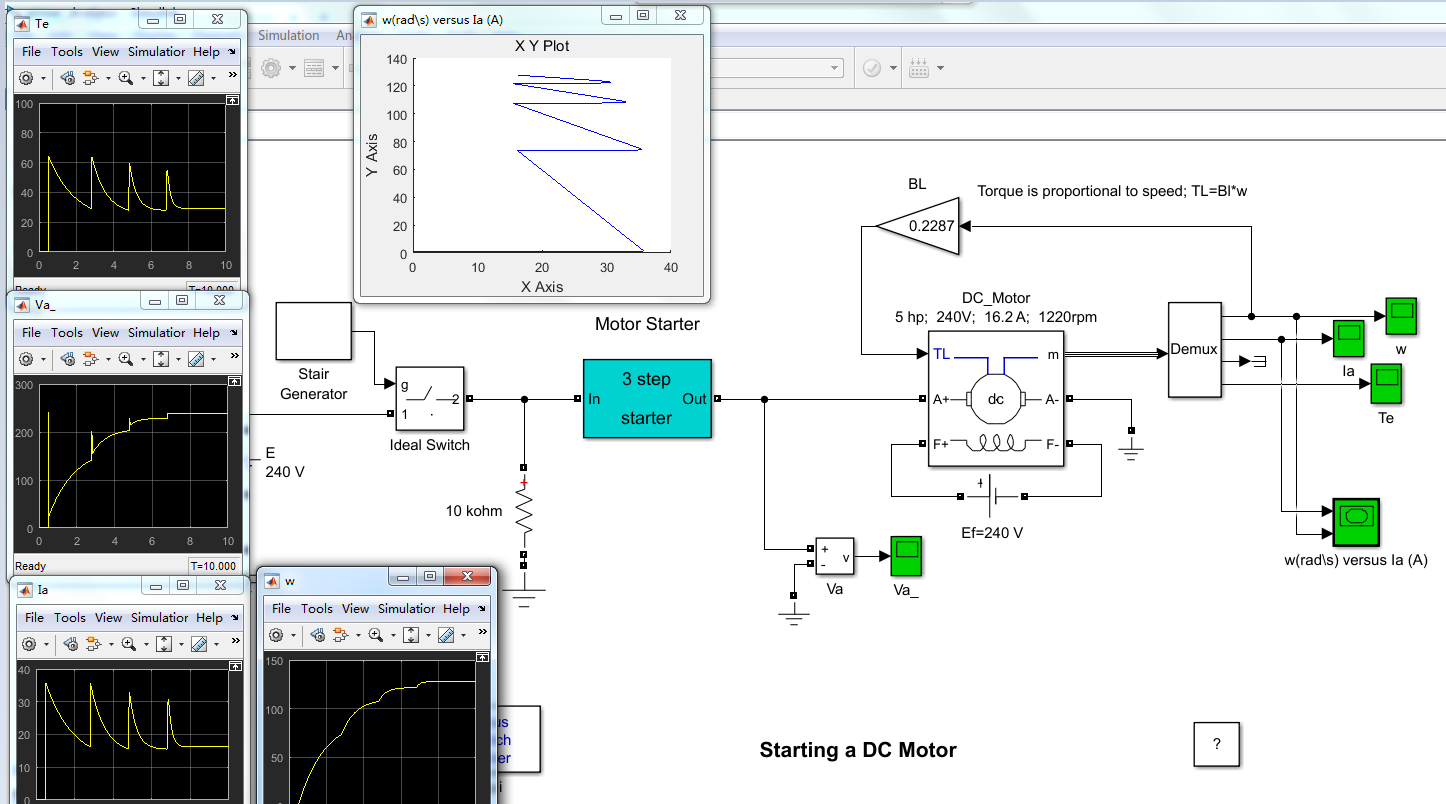 Te
File Tools View Simulation Help
100
80
60
40
20
0
0 2 4 6 8 10
Ready
T=10.000
Va_
File Tools View Simulation Help
300
200
100
0
0 2 4 6 8 10
Ready
T=10.000
Ia
File Tools View Simulation Help
40
30
20
10
0
w
File Tools View Simulation Help
150
100
50
w(rad\s) versus Ia (A)
X Y Plot
140
120
100
80
60
40
20
0
Y Axis
0 10 20 30 40
X Axis
Simulation
Stair
Generator
g
1
2
Ideal Switch
E
240 V
10 kohm
Motor Starter
3 step
starter
In
Out
BL
0.2287
Torque is proportional to speed; TL=Bl*w
DC_Motor
5 hp; 240V; 16.2 A; 1220rpm
TL
m
A+
dc
A-
F+
F-
Ef=240 V
+
-
v
Va
Va_
Demux
w
Ia
Te
w(rad\s) versus Ia (A)
Starting a DC Motor
?